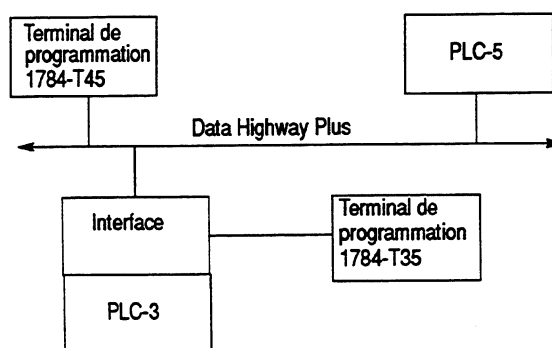 Terminal de
programmation
1784-T45
PLC-5
Data Highway Plus
Interface
Terminal de
programmation
1784-T35
PLC-3